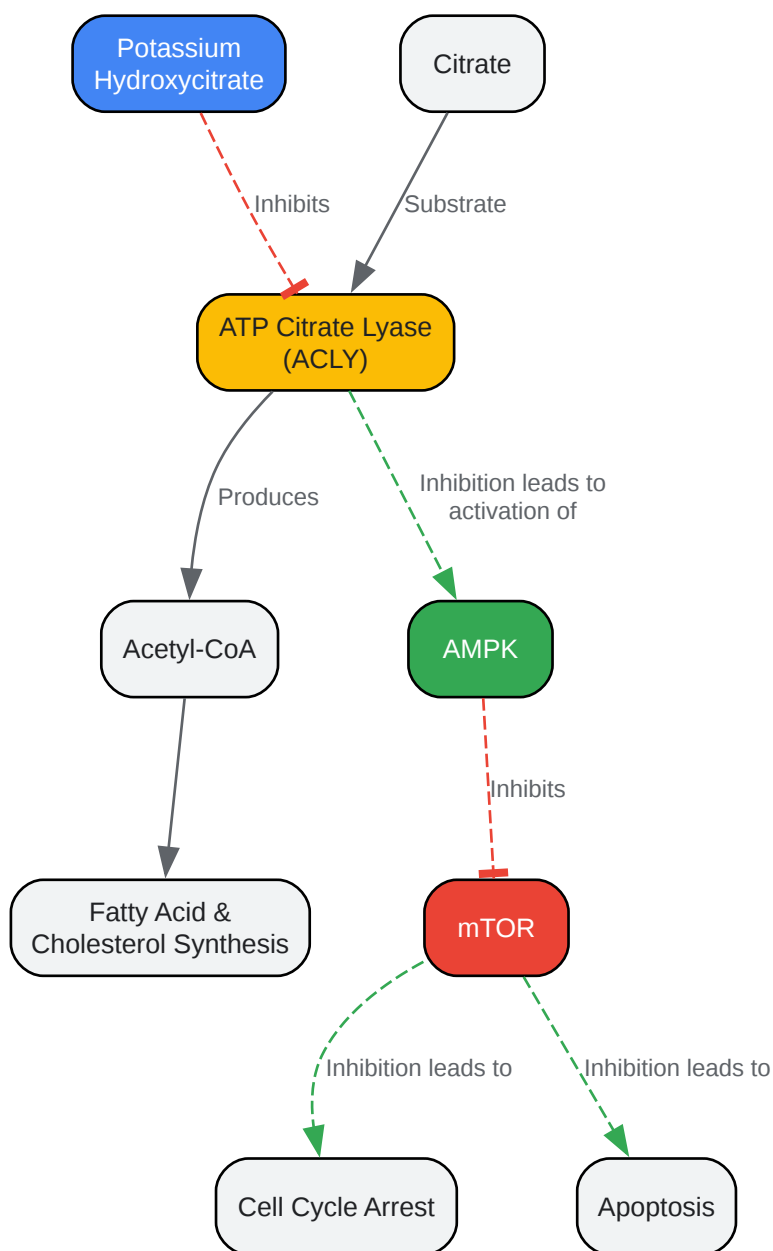 Potassium
Hydroxycitrate
Citrate
Inhibits
Substrate
ATP Citrate Lyase
(ACLY)
Produces
Inhibition leads to
activation of
Acetyl-CoA
AMPK
Inhibits
Fatty Acid &
Cholesterol Synthesis
mTOR
Inhibition leads to
Inhibition leads to
Cell Cycle Arrest
Apoptosis